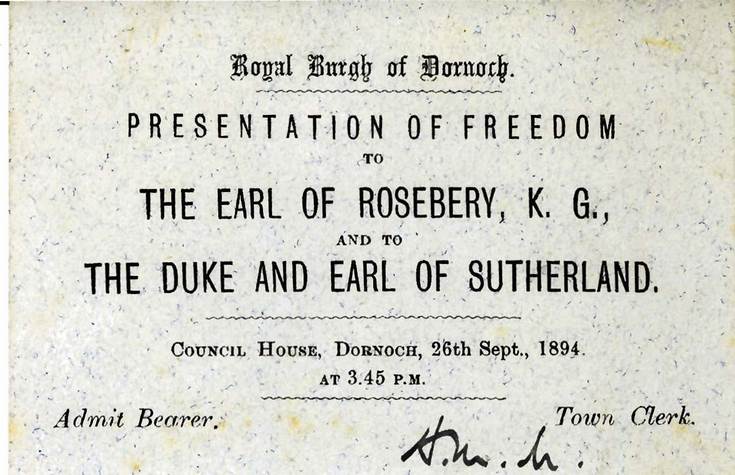 Royal Burgh of Dornoch.
PRESENTATION OF FREEDOM
TO
THE EARL OF ROSEBERY, K. G.,
AND TO
THE DUKE AND EARL OF SUTHERLAND.
COUNCIL HOUSE, DORNOCH, 26th Sept., 1894.
AT 3.45 P.M.
Admit Bearer. Town Clerk.